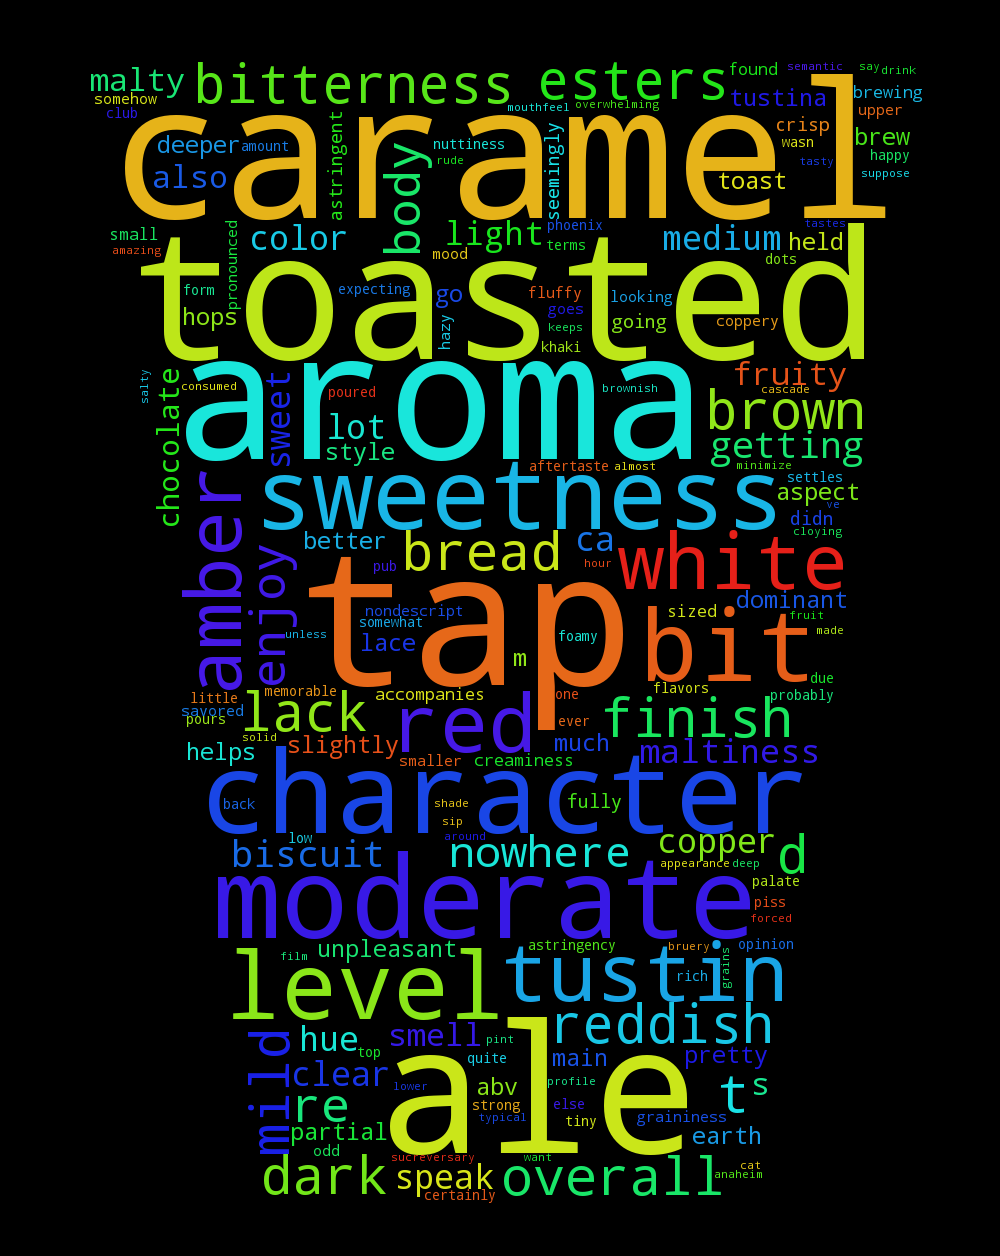 semantic say drink
malty bitterness esters found
somehow tustina brewing
club mouthfeel overwhelming upper
caramel
astringent body seemingly crisp
deeper amount nuttiness wasn brew
rude tasty happy
also toast suppose
small color light phoenix medium held tastes
amazing pronounced mood terms dots
toasted
form expecting go fluffy looking
hops hazy goes going coppery
keeps khaki
aroma
salty consumed poured brownish fruity cascade
chocolate sweet lot brown
style getting
aftertaste almost minimize
sweetness settles
amber aspect
didn ve
better bread ca white cloying
enjoy pub hour
tap
nondescript sized dominant
somewhat bit fruit
unless lace foamy made
m
due
little memorable accompanies one flavors probably
savored lack red finish
pours ever
solid slightly much maltiness
helps smaller creaminess
character
back shade fully
sip
low around copper d
biscuit nowhere appearance deep
moderate palate
piss
forced
unpleasant astringency bruery opinion
film level tustin grains
rich
reddish
mild hue smell pint
top quite main pretty
clear ale
lower abv profile t s
re strong else
typical tiny graininess
partial earth
odd sucreversary want
dark speak overall cat
certainly anaheim